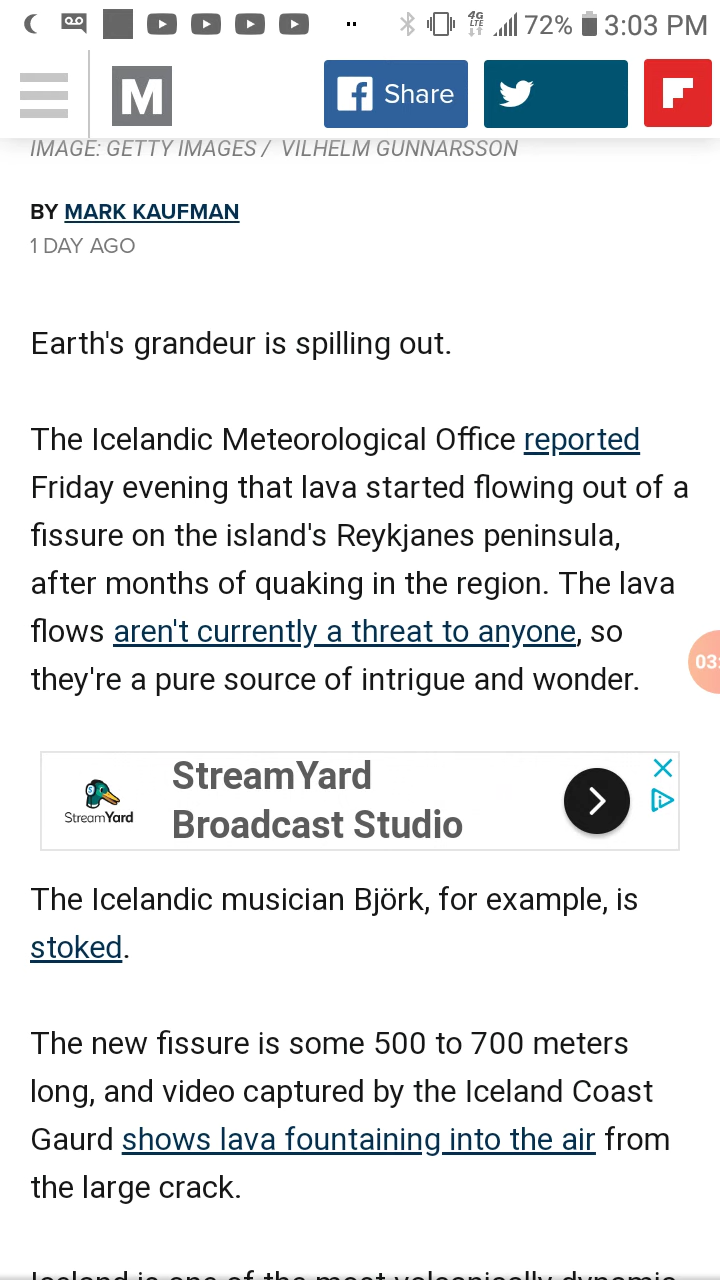 72% 3:03 PM
M Share
IMAGE: GETTY IMAGES / VILHELM GUNNARSSON
BY MARK KAUFMAN
1 DAY AGO
Earth's grandeur is spilling out.
The Icelandic Meteorological Office reported
Friday evening that lava started flowing out of a
fissure on the island's Reykjanes peninsula,
after months of quaking in the region. The lava
flows aren't currently a threat to anyone, so
they're a pure source of intrigue and wonder.
03:
StreamYard
StreamYard
Broadcast Studio
The Icelandic musician Björk, for example, is
stoked.
The new fissure is some 500 to 700 meters
long, and video captured by the Iceland Coast
Gaurd shows lava fountaining into the air from
the large crack.
Iceland is one of the most volcanically dynamic